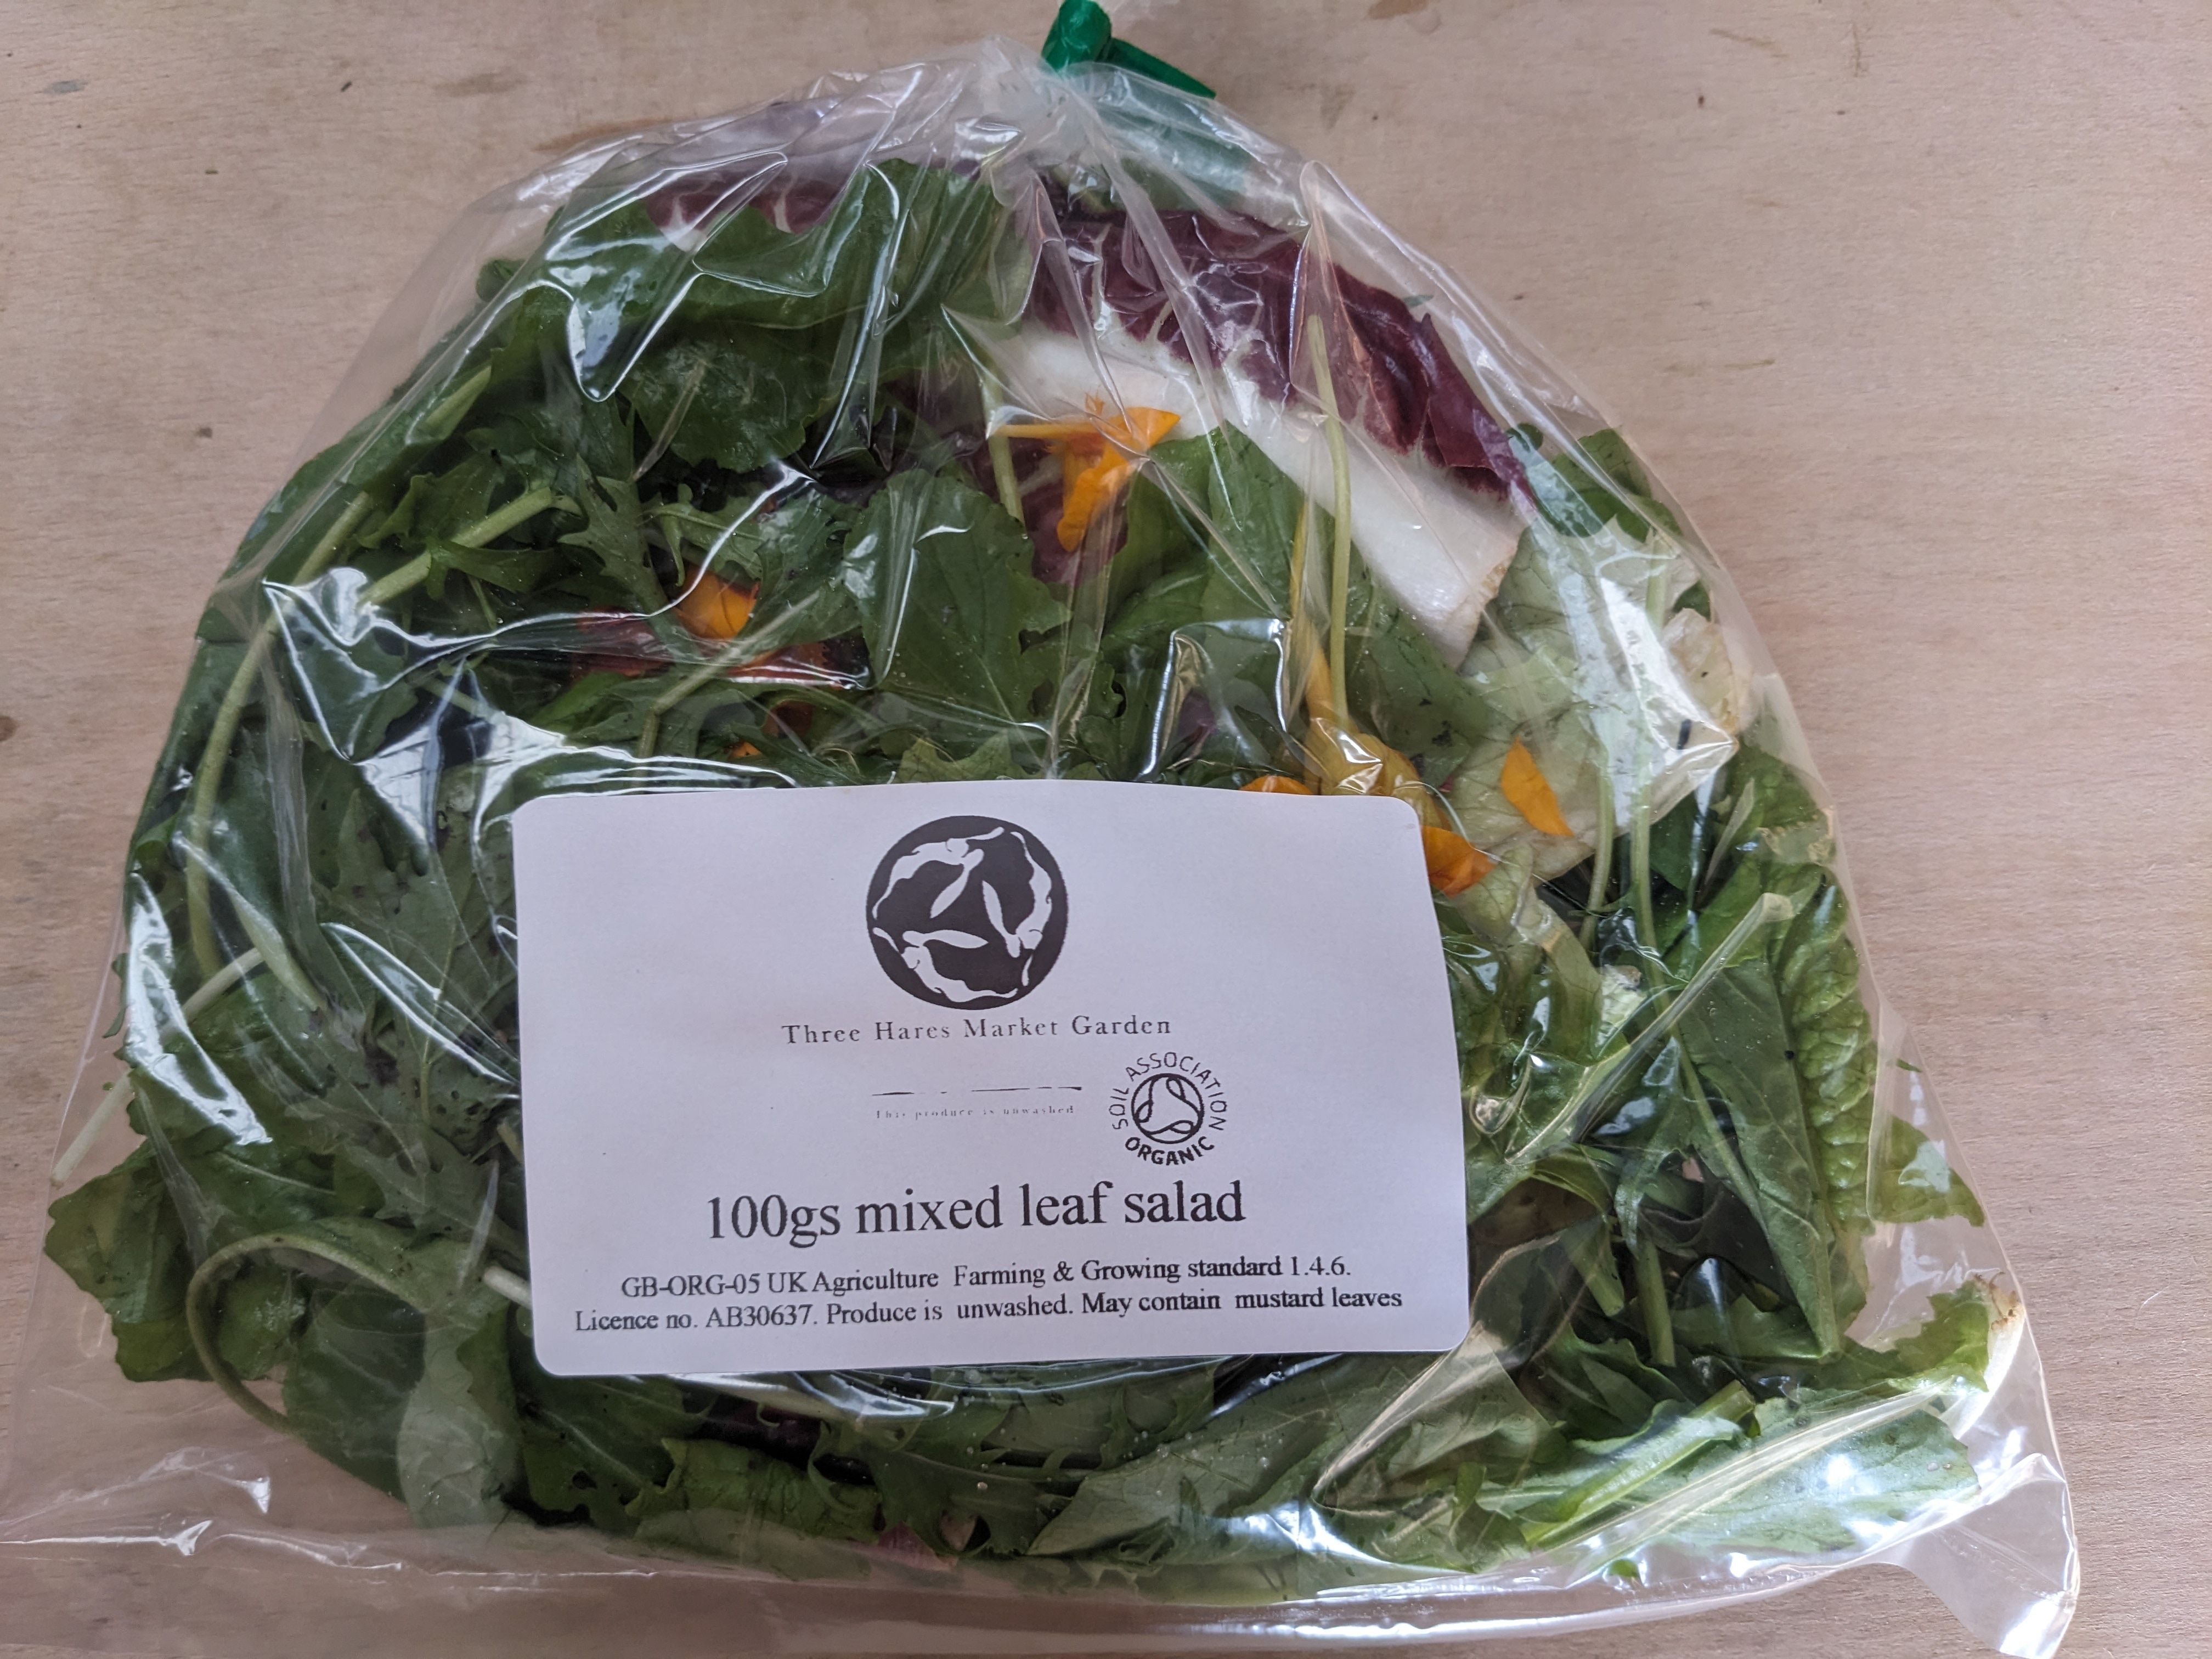 Three Hares Market Garden
This produce is unwashed
SOIL ASSOCIATION
ORGANIC
100gs mixed leaf salad
GB-ORG-05 UK Agriculture Farming & Growing standard 1.4.6.
Licence no. AB30637. Produce is unwashed. May contain mustard leaves